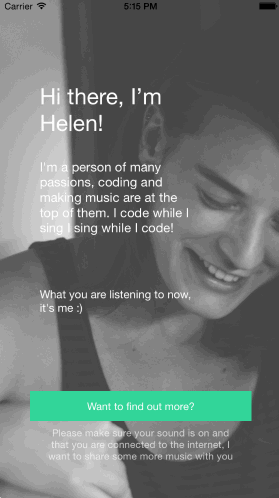 Carrier 5:15 PM
Hi there, I'm
Helen!
I'm a person of many
passions, coding and
making music are at the
top of them. I code while I
sing I sing while I code!
What you are listening to now,
it's me :)
Want to find out more?
Please make sure your sound is on and
that you are connected to the internet, I
want to share some more music with you